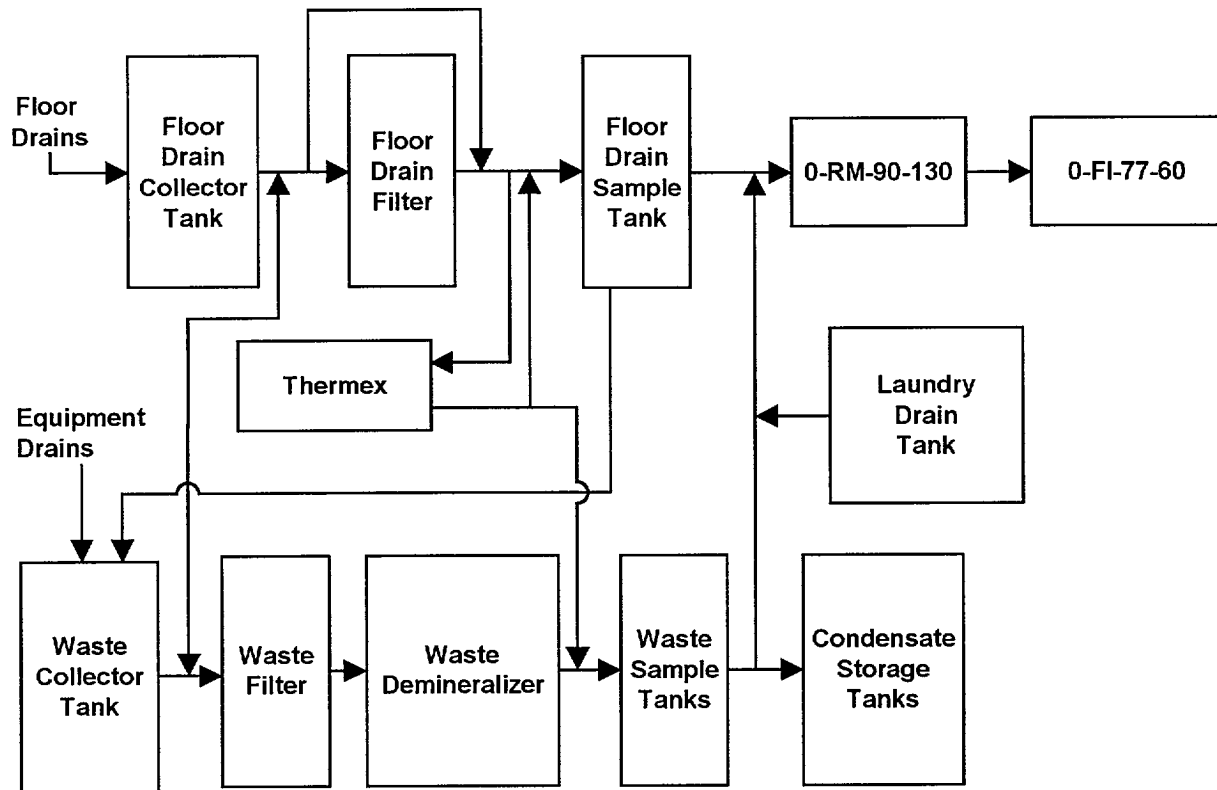 Floor
Drains
Floor
Drain
Collector
Tank
Floor
Drain
Filter
Floor
Drain
Sample
Tank
0-RM-90-130
0-FI-77-60
Thermex
Laundry
Drain
Tank
Equipment
Drains
Waste
Collector
Tank
Waste
Filter
Waste
Demineralizer
Waste
Sample
Tanks
Condensate
Storage
Tanks